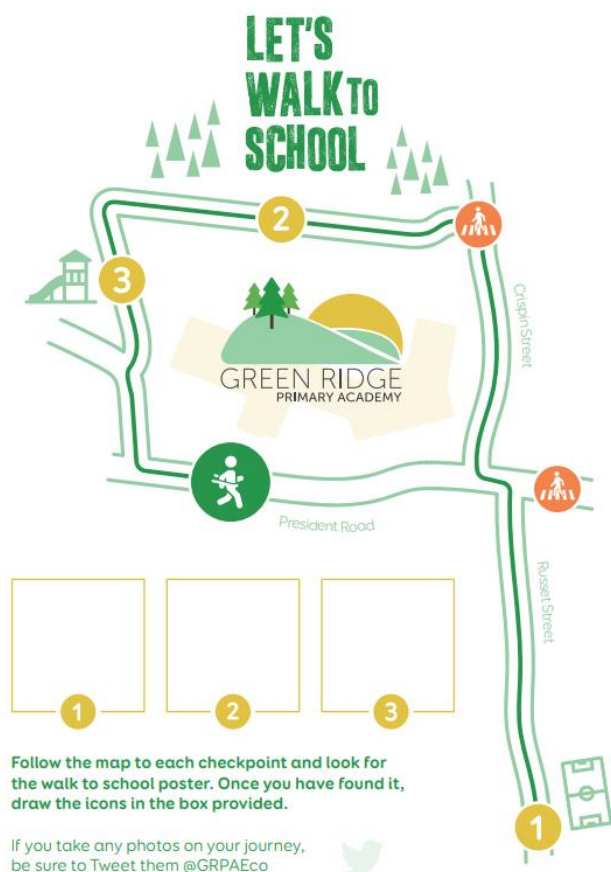 LET'S
WALK TO
SCHOOL
2
3
Crispin Street
GREEN RIDGE
PRIMARY ACADEMY
President Road
Russet Street
1
1
2
3
Follow the map to each checkpoint and look for
the walk to school poster. Once you have found it,
draw the icons in the box provided.
If you take any photos on your journey,
be sure to Tweet them @GRPAEco